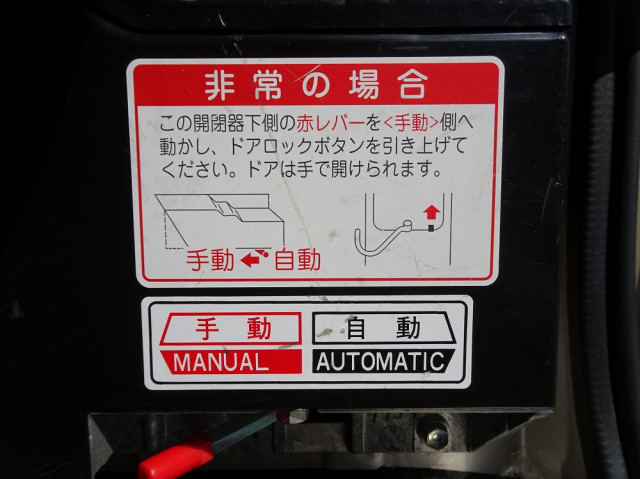 非常の場合
この開閉器下側の赤レバーを<手動>側へ
動かし、ドアロックボタンを引き上げて
ください。ドアは手で開けられます。
手動 自動
手動 自動
MANUAL AUTOMATIC